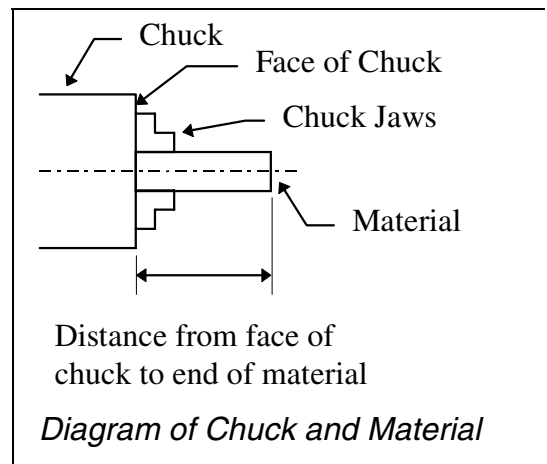 Chuck
Face of Chuck
Chuck Jaws
Material
Distance from face of
chuck to end of material
Diagram of Chuck and Material